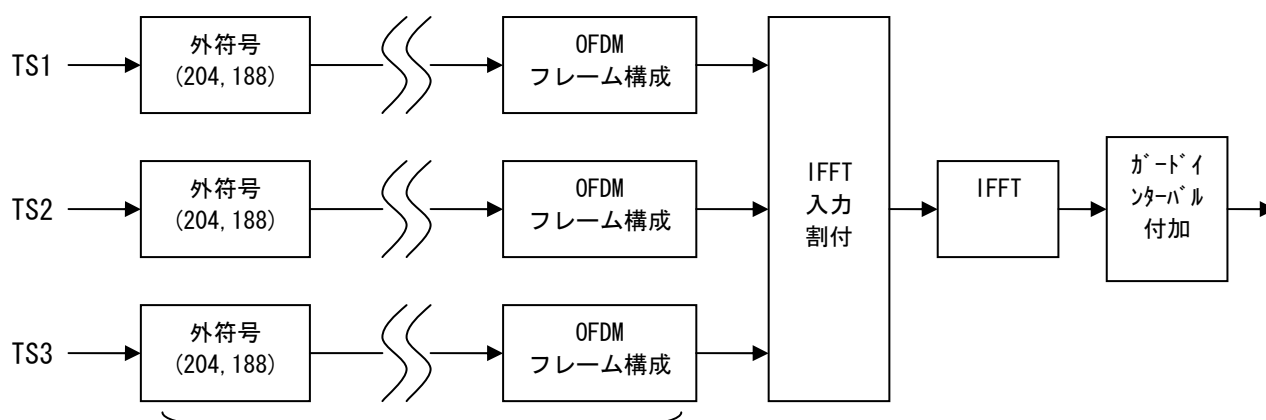 TS1
外符号
(204,188)
OFDM
フレーム構成
TS2
外符号
(204,188)
OFDM
フレーム構成
TS3
外符号
(204,188)
OFDM
フレーム構成
IFFT
入力
割付
IFFT
ｶﾞｰﾄﾞｲ
ﾝﾀｰﾊﾞﾙ
付加